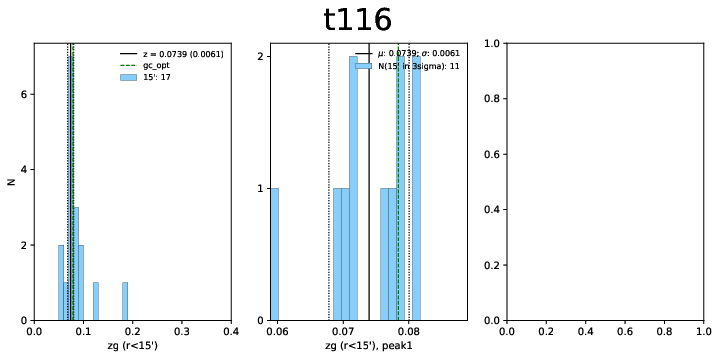 t116
z = 0.0739 (0.0061)
gc_opt
15': 17
N
6
4
2
0
0.0 0.1 0.2 0.3 0.4
zg (r<15')
μ: 0.0739; σ: 0.0061
N(15' in 3sigma): 11
2
1
0
0.06 0.07 0.08
zg (r<15'), peak1
1.0
0.8
0.6
0.4
0.2
0.0
0.0 0.2 0.4 0.6 0.8 1.0